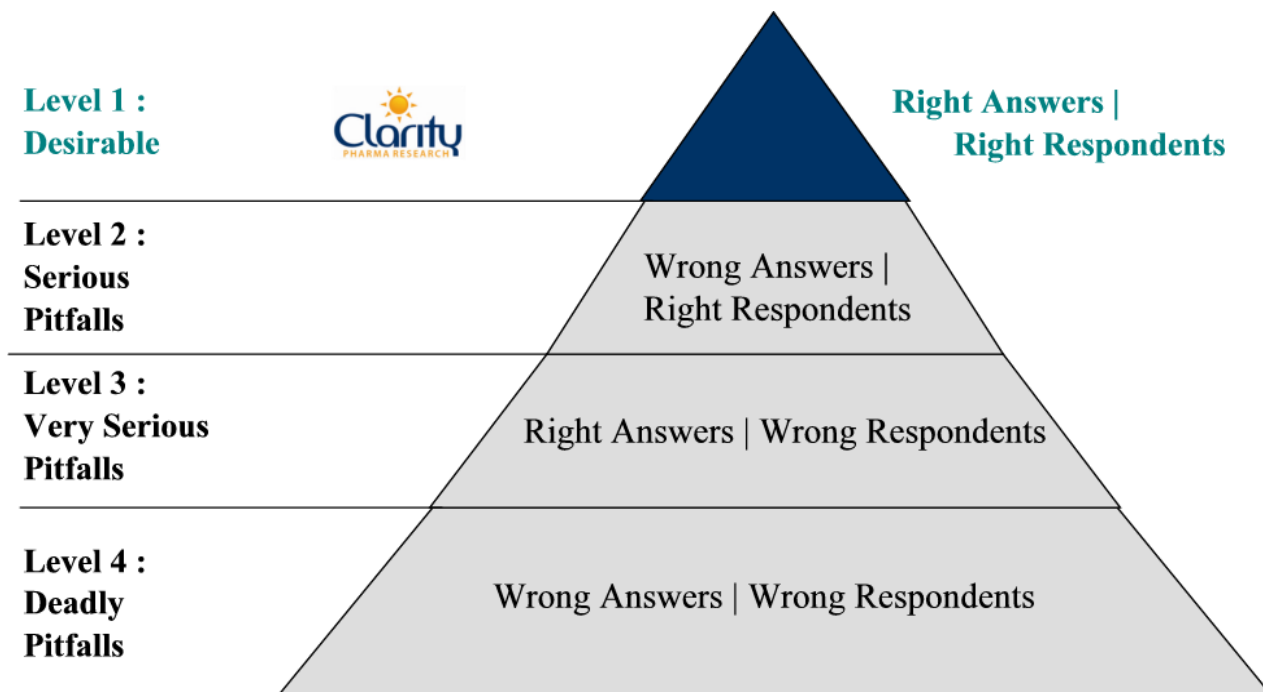 Level 1 :
Desirable
Clarity
PHARMA RESEARCH
Right Answers |
Right Respondents
Level 2 :
Serious
Pitfalls
Wrong Answers |
Right Respondents
Level 3 :
Very Serious
Pitfalls
Right Answers | Wrong Respondents
Level 4 :
Deadly
Pitfalls
Wrong Answers | Wrong Respondents